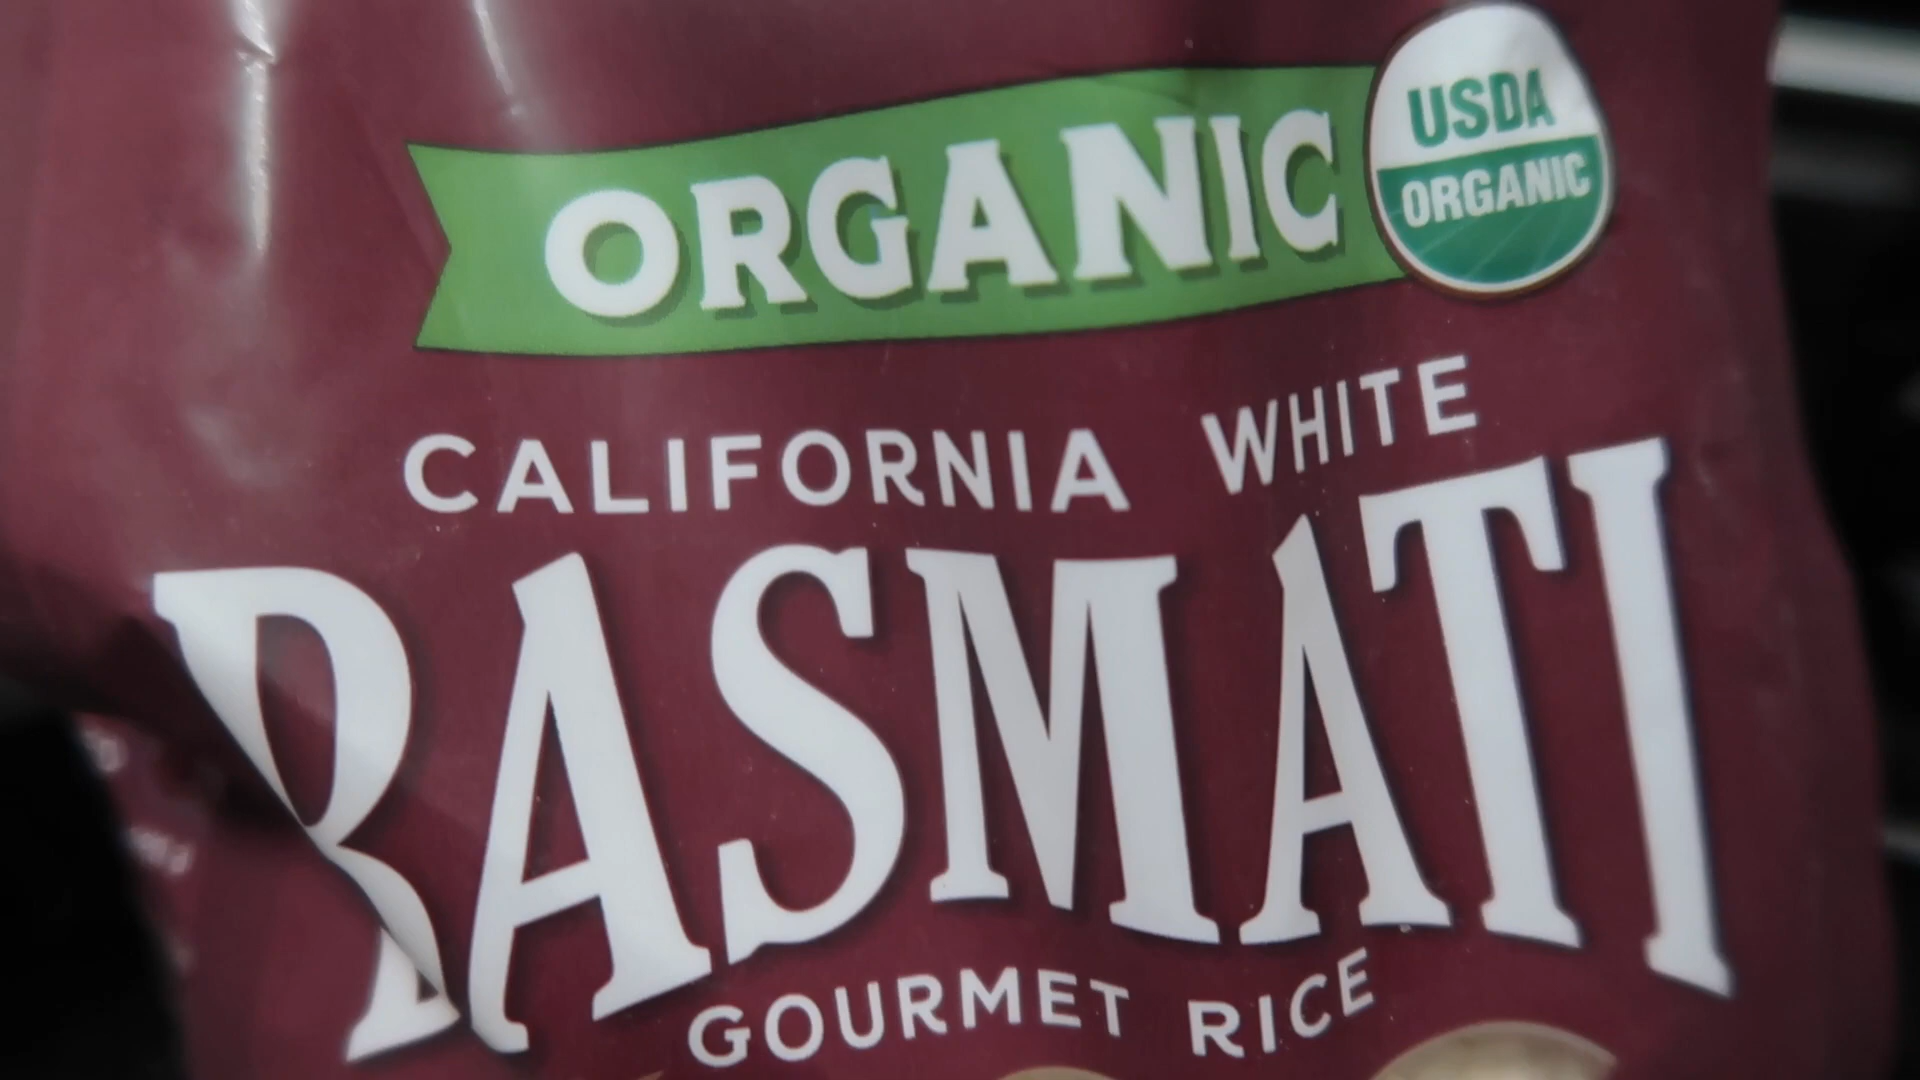 ORGANIC
USDA
ORGANIC
CALIFORNIA WHITE
BASMATI
GOURMET RICE